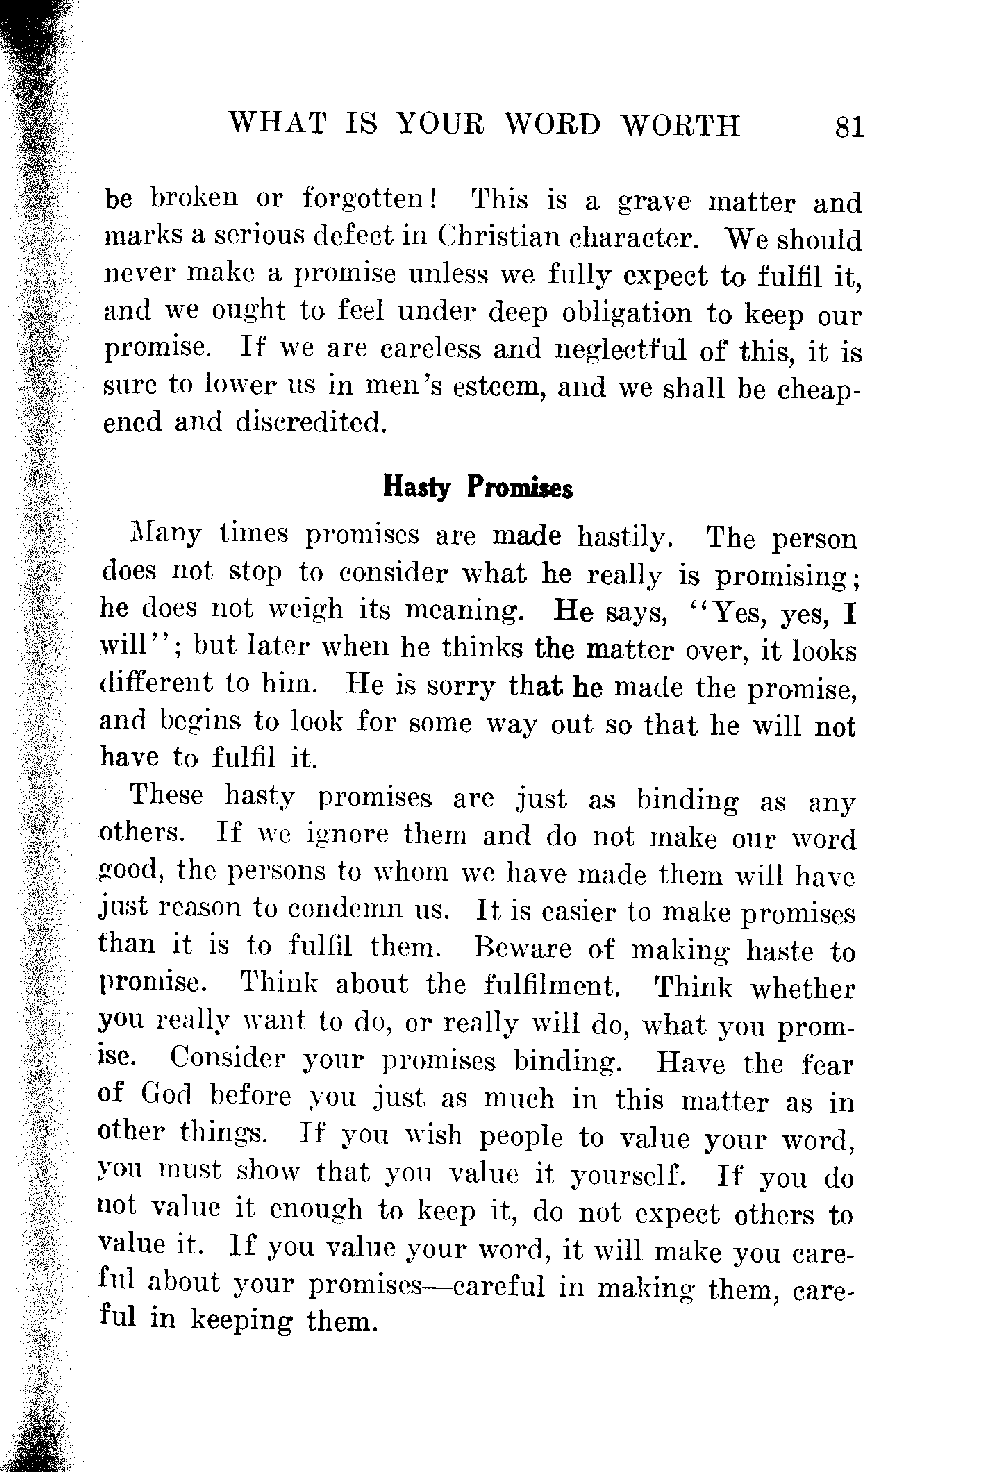 WHAT IS YOUR WORD WORTH 81
be broken or forgotten! This is a grave matter and
marks a serious defect in Christian character. We should
never make a promise unless we fully expect to fulfil it,
and we ought to feel under deep obligation to keep our
promise. If we are careless and neglectful of this, it is
sure to lower us in men's esteem, and we shall be cheap-
ened and discredited.
Hasty Promises
Many times promises are made hastily. The person
does not stop to consider what he really is promising;
he does not weigh its meaning. He says, "Yes, yes, I
will"; but later when he thinks the matter over, it looks
different to him. He is sorry that he made the promise,
and begins to look for some way out so that he will not
have to fulfil it.
These hasty promises are just as binding as any
others. If we ignore them and do not make our word
good, the persons to whom we have made them will have
just reason to condemn us. It is easier to make promises
than it is to fulfil them. Beware of making haste to
promise. Think about the fulfilment. Think whether
you really want to do, or really will do, what you prom-
ise. Consider your promises binding. Have the fear
of God before you just as much in this matter as in
other things. If you wish people to value your word,
you must show that you value it yourself. If you do
not value it enough to keep it, do not expect others to
value it. If you value your word, it will make you care-
ful about your promises—careful in making them, care-
ful in keeping them.